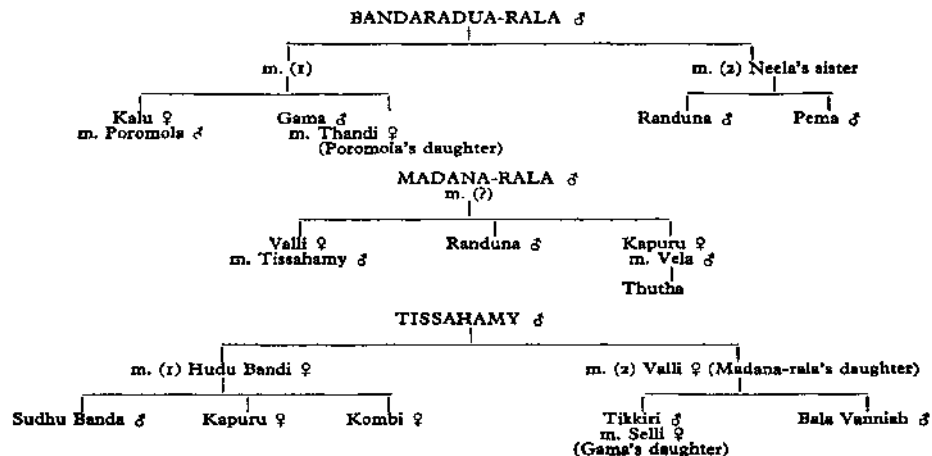 BANDARADUA-RALA ♂
m. (1) m. (2) Neela's sister
Kalu ♀ Gama ♂ Randuna ♂ Pema ♂
m. Poromola ♂ m. Thandi ♀
(Poromola's daughter)
MADANA-RALA ♂
m. (?)
Valli ♀ Randuna ♂ Kapuru ♀
m. Tissahamy ♂ m. Vela ♂
Thutha
TISSAHAMY ♂
m. (1) Hudu Bandi ♀ m. (2) Valli ♀ (Madana-rala's daughter)
Sudhu Banda ♂ Kapuru ♀ Kombi ♀ Tikkiri ♂ Bala Vanniah ♂
m. Selli ♀
(Gama's daughter)